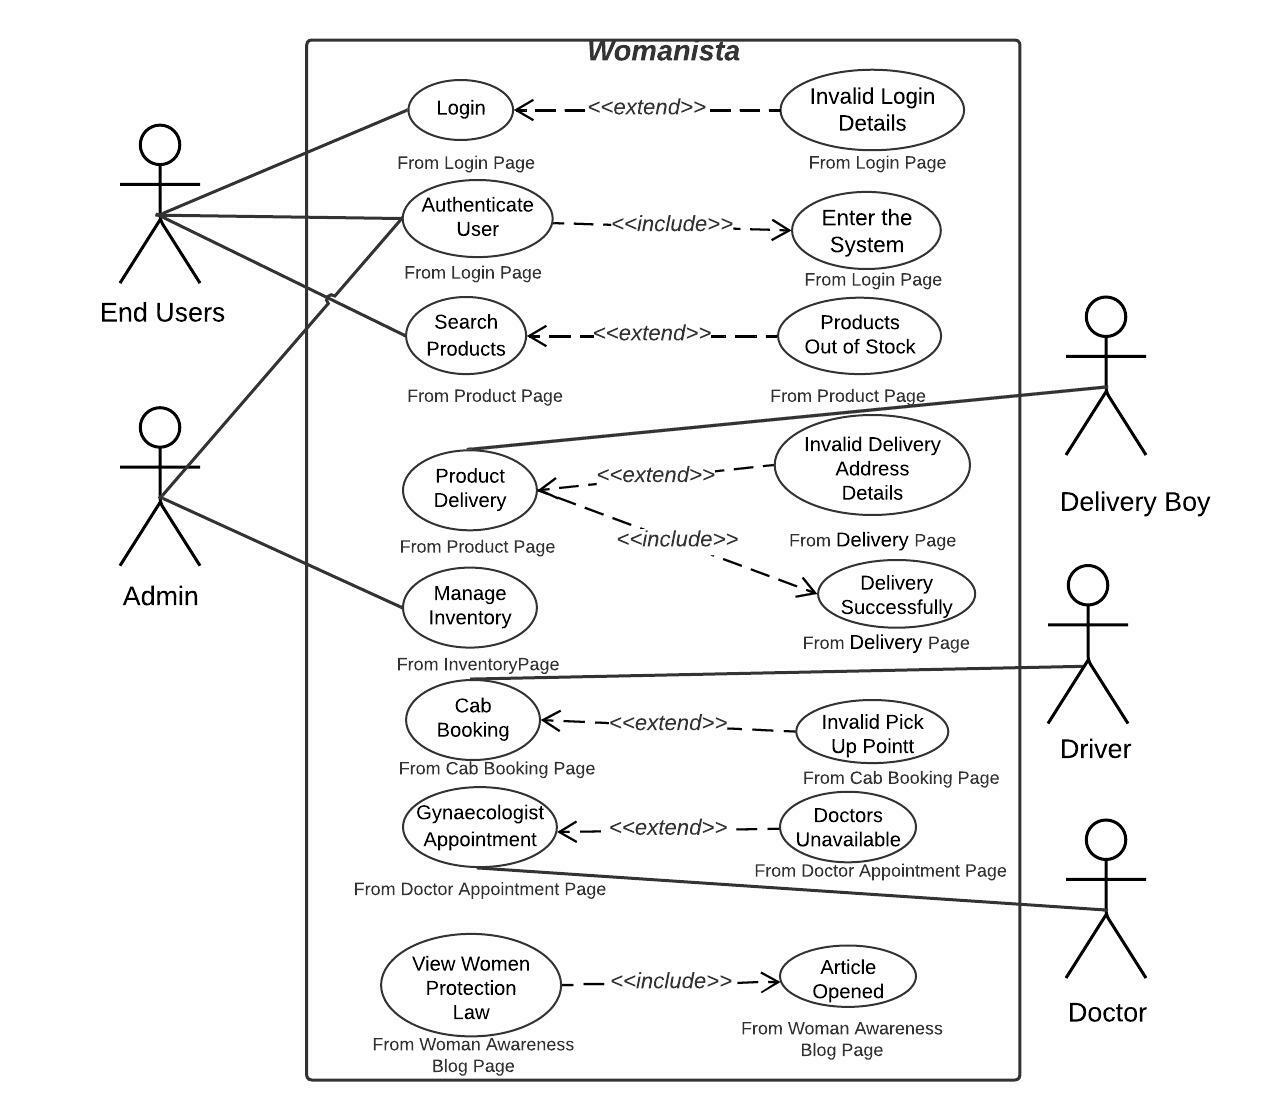 Womanista
Login
<<extend>>
Invalid Login
Details
From Login Page
From Login Page
Authenticate
User
<<include>>
Enter the
System
From Login Page
From Login Page
End Users
Search
Products
<<extend>>
Products
Out of Stock
From Product Page
From Product Page
Product
Delivery
<<extend>>
Invalid Delivery
Address
Details
Delivery Boy
From Product Page
<<include>>
From Delivery Page
Admin
Manage
Inventory
Delivery
Successfully
From Delivery Page
From InventoryPage
Cab
Booking
<<extend>>
Invalid Pick
Up Pointt
Driver
From Cab Booking Page
From Cab Booking Page
Gynaecologist
Appointment
<<extend>>
Doctors
Unavailable
From Doctor Appointment Page
From Doctor Appointment Page
View Women
Protection
Law
<<include>>
Article
Opened
Doctor
From Woman Awareness
Blog Page
From Woman Awareness
Blog Page